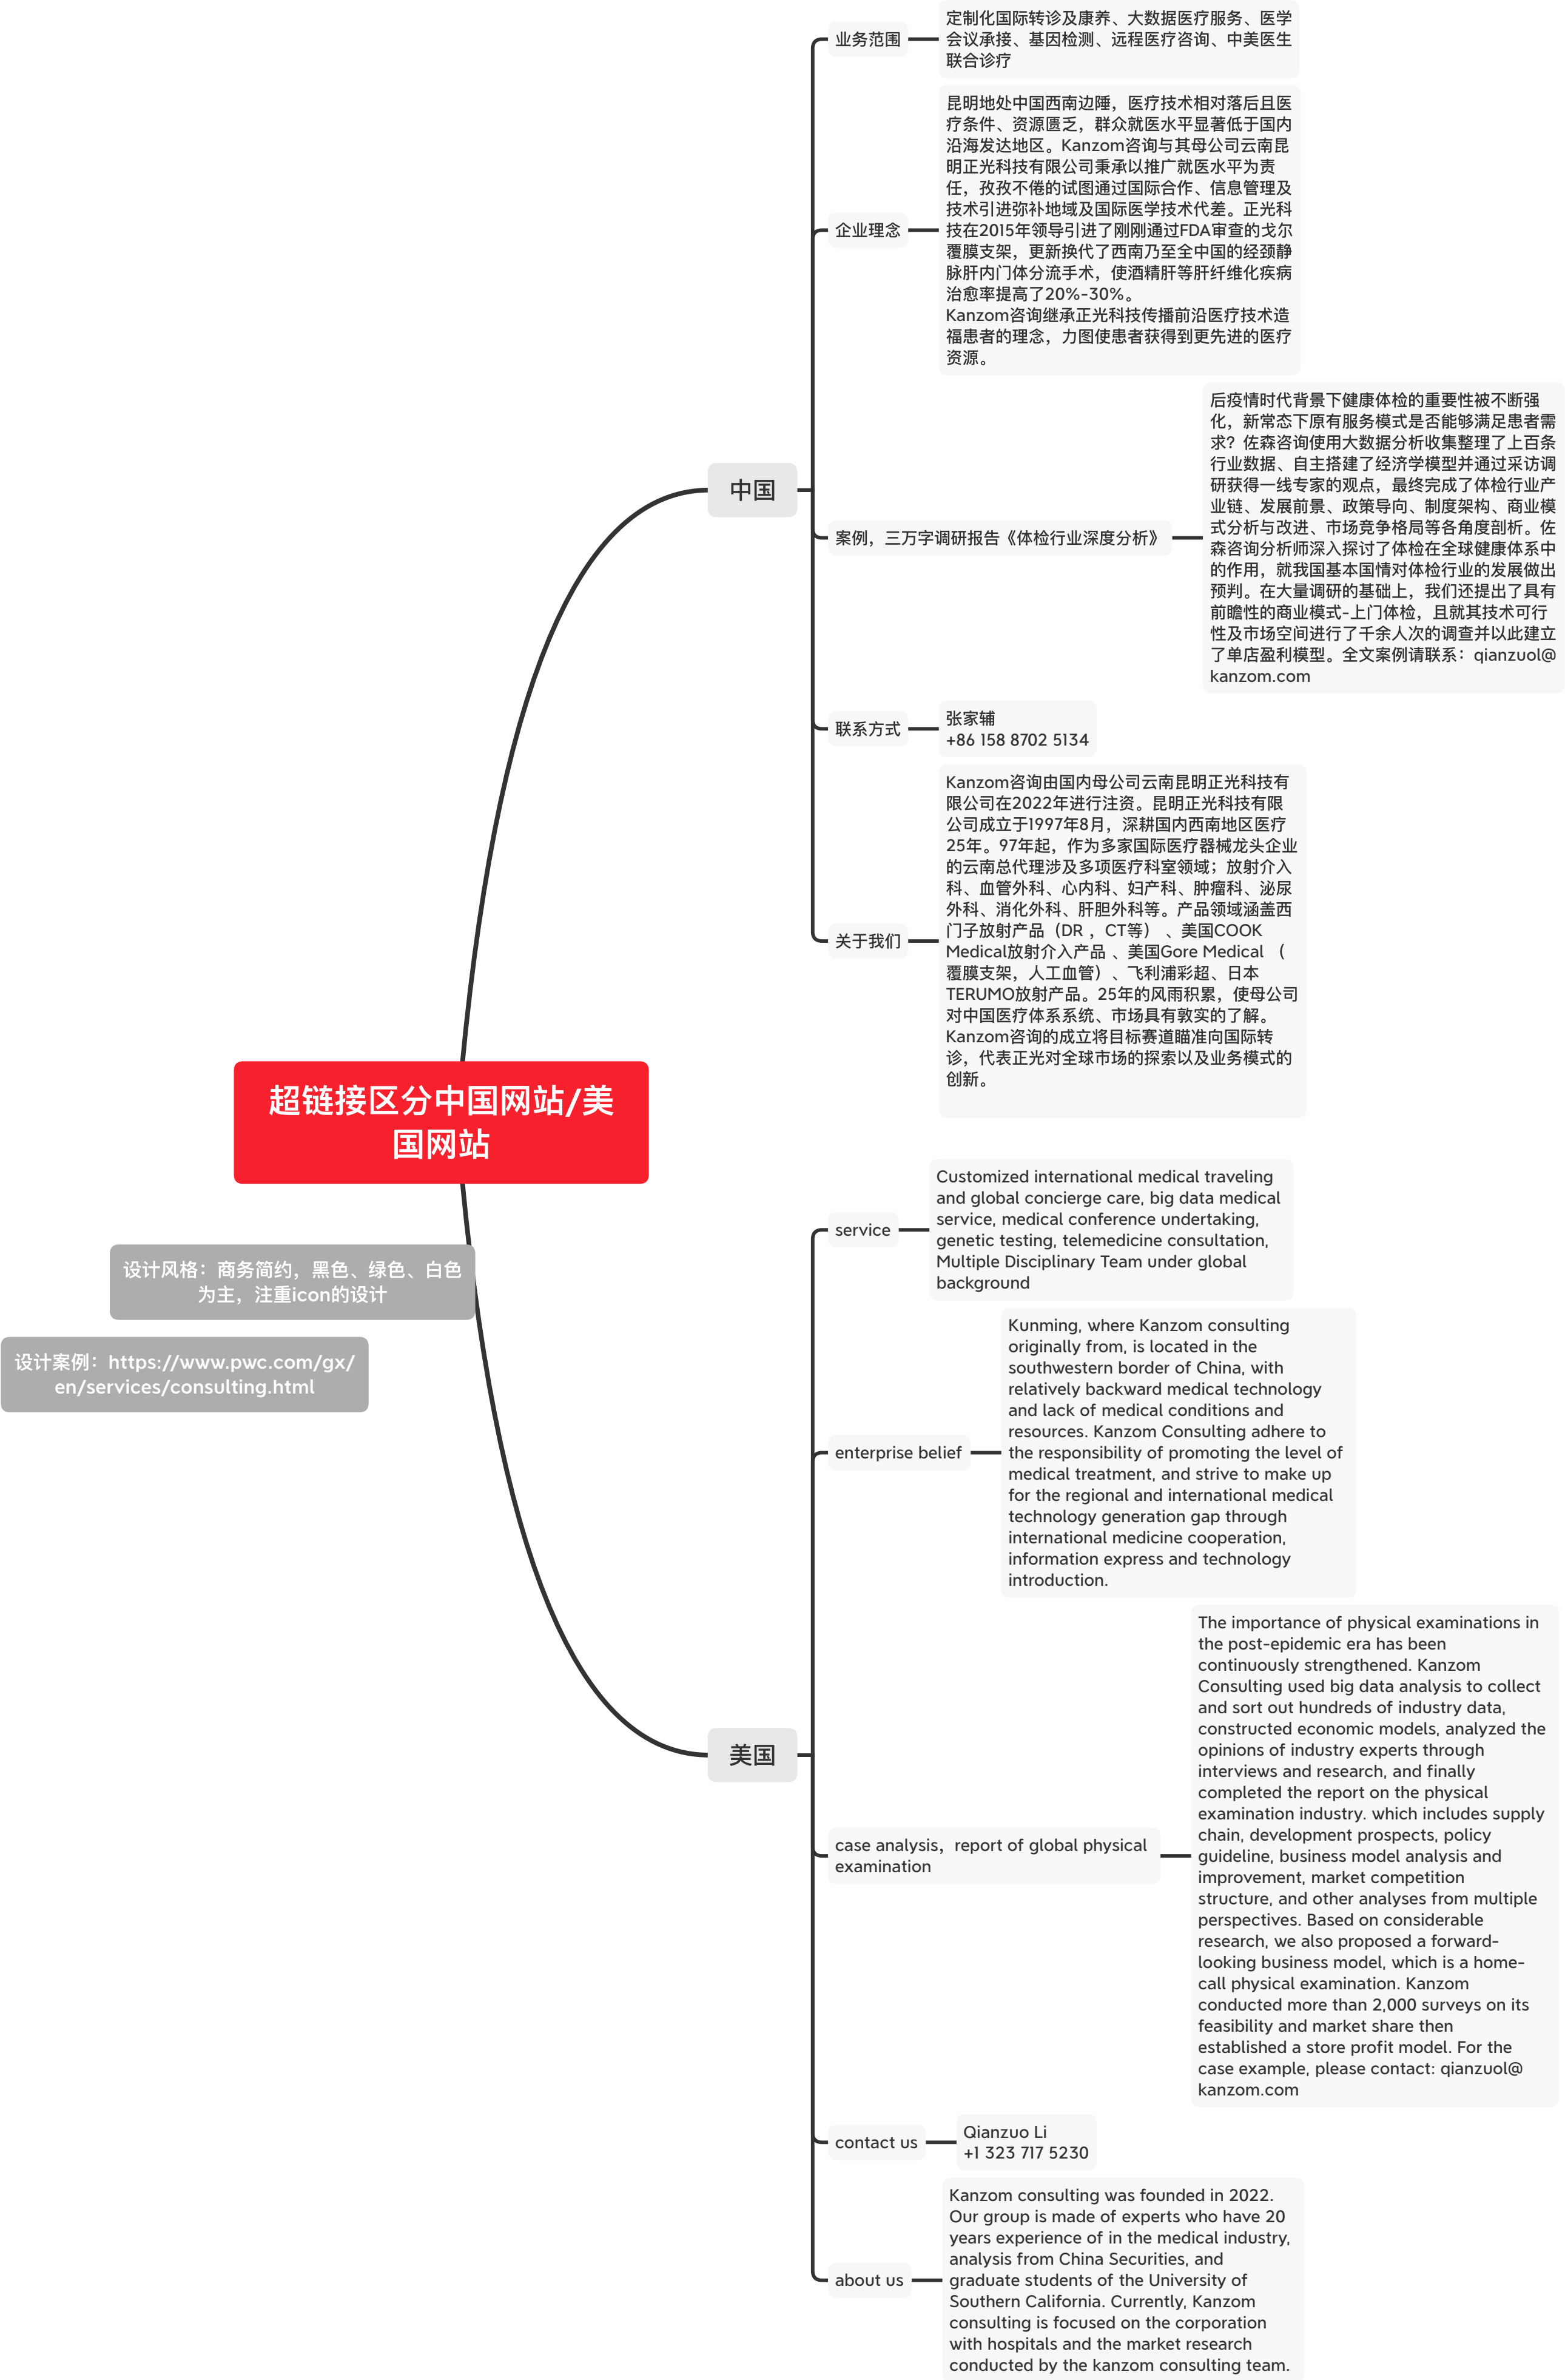 超链接区分中国网站/美
国网站
设计风格：商务简约，黑色、绿色、白色
为主，注重icon的设计
设计案例：https://www.pwc.com/gx/
en/services/consulting.html
中国
业务范围
定制化国际转诊及康养、大数据医疗服务、医学
会议承接、基因检测、远程医疗咨询、中美医生
联合诊疗
企业理念
昆明地处中国西南边陲，医疗技术相对落后且医
疗条件、资源匮乏，群众就医水平显著低于国内
沿海发达地区。Kanzom咨询与其母公司云南昆
明正光科技有限公司秉承以推广就医水平为责
任，孜孜不倦的试图通过国际合作、信息管理及
技术引进弥补地域及国际医学技术代差。正光科
技在2015年领导引进了刚刚通过FDA审查的戈尔
覆膜支架，更新换代了西南乃至全中国的经颈静
脉肝内门体分流手术，使酒精肝等肝纤维化疾病
治愈率提高了20%-30%。
Kanzom咨询继承正光科技传播前沿医疗技术造
福患者的理念，力图使患者获得到更先进的医疗
资源。
案例，三万字调研报告《体检行业深度分析》
后疫情时代背景下健康体检的重要性被不断强
化，新常态下原有服务模式是否能够满足患者需
求？佐森咨询使用大数据分析收集整理了上百条
行业数据、自主搭建了经济学模型并通过采访调
研获得一线专家的观点，最终完成了体检行业产
业链、发展前景、政策导向、制度架构、商业模
式分析与改进、市场竞争格局等各角度剖析。佐
森咨询分析师深入探讨了体检在全球健康体系中
的作用，就我国基本国情对体检行业的发展做出
预判。在大量调研的基础上，我们还提出了具有
前瞻性的商业模式-上门体检，且就其技术可行
性及市场空间进行了千余人次的调查并以此建立
了单店盈利模型。全文案例请联系：qianzuol@
kanzom.com
联系方式
张家辅
+86 158 8702 5134
关于我们
Kanzom咨询由国内母公司云南昆明正光科技有
限公司在2022年进行注资。昆明正光科技有限
公司成立于1997年8月，深耕国内西南地区医疗
25年。97年起，作为多家国际医疗器械龙头企业
的云南总代理涉及多项医疗科室领域；放射介入
科、血管外科、心内科、妇产科、肿瘤科、泌尿
外科、消化外科、肝胆外科等。产品领域涵盖西
门子放射产品（DR ，CT等） 、美国COOK
Medical放射介入产品 、美国Gore Medical （
覆膜支架，人工血管）、飞利浦彩超、日本
TERUMO放射产品。25年的风雨积累，使母公司
对中国医疗体系系统、市场具有敦实的了解。
Kanzom咨询的成立将目标赛道瞄准向国际转
诊，代表正光对全球市场的探索以及业务模式的
创新。
美国
service
Customized international medical traveling
and global concierge care, big data medical
service, medical conference undertaking,
genetic testing, telemedicine consultation,
Multiple Disciplinary Team under global
background
enterprise belief
Kunming, where Kanzom consulting
originally from, is located in the
southwestern border of China, with
relatively backward medical technology
and lack of medical conditions and
resources. Kanzom Consulting adhere to
the responsibility of promoting the level of
medical treatment, and strive to make up
for the regional and international medical
technology generation gap through
international medicine cooperation,
information express and technology
introduction.
case analysis，report of global physical
examination
The importance of physical examinations in
the post-epidemic era has been
continuously strengthened. Kanzom
Consulting used big data analysis to collect
and sort out hundreds of industry data,
constructed economic models, analyzed the
opinions of industry experts through
interviews and research, and finally
completed the report on the physical
examination industry. which includes supply
chain, development prospects, policy
guideline, business model analysis and
improvement, market competition
structure, and other analyses from multiple
perspectives. Based on considerable
research, we also proposed a forward-
looking business model, which is a home-
call physical examination. Kanzom
conducted more than 2,000 surveys on its
feasibility and market share then
established a store profit model. For the
case example, please contact: qianzuol@
kanzom.com
contact us
Qianzuo Li
+1 323 717 5230
about us
Kanzom consulting was founded in 2022.
Our group is made of experts who have 20
years experience of in the medical industry,
analysis from China Securities, and
graduate students of the University of
Southern California. Currently, Kanzom
consulting is focused on the corporation
with hospitals and the market research
conducted by the kanzom consulting team.